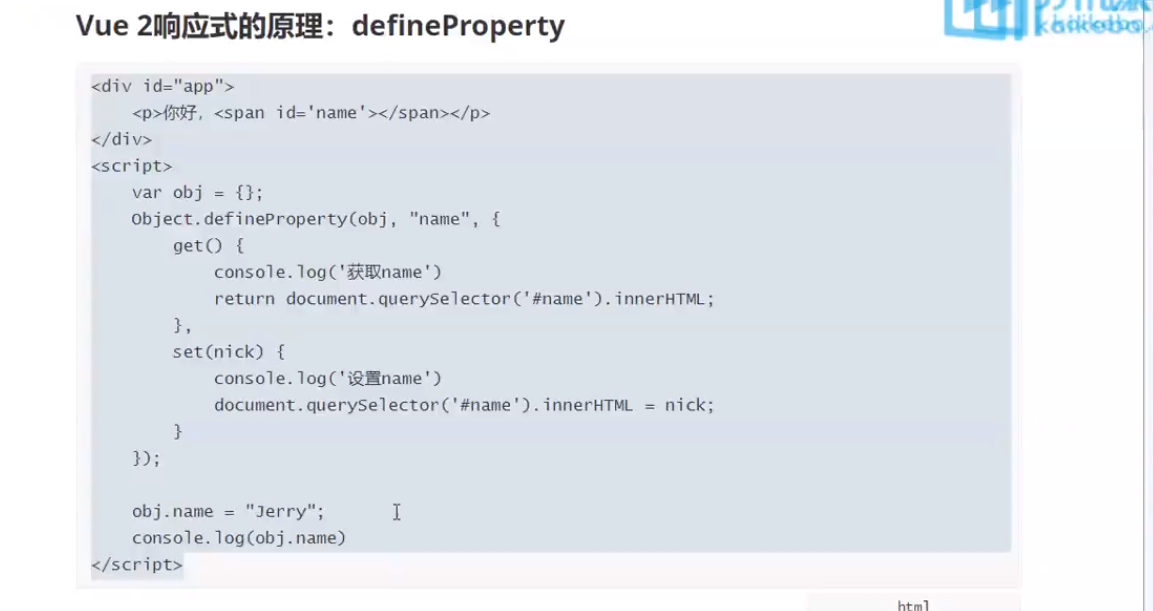 Vue 2响应式的原理：defineProperty
<div id="app">
    <p>你好，<span id='name'></span></p>
</div>
<script>
    var obj = {};
    Object.defineProperty(obj, "name", {
        get() {
            console.log('获取name')
            return document.querySelector('#name').innerHTML;
        },
        set(nick) {
            console.log('设置name')
            document.querySelector('#name').innerHTML = nick;
        }
    });

    obj.name = "Jerry";
    console.log(obj.name)
</script>
html